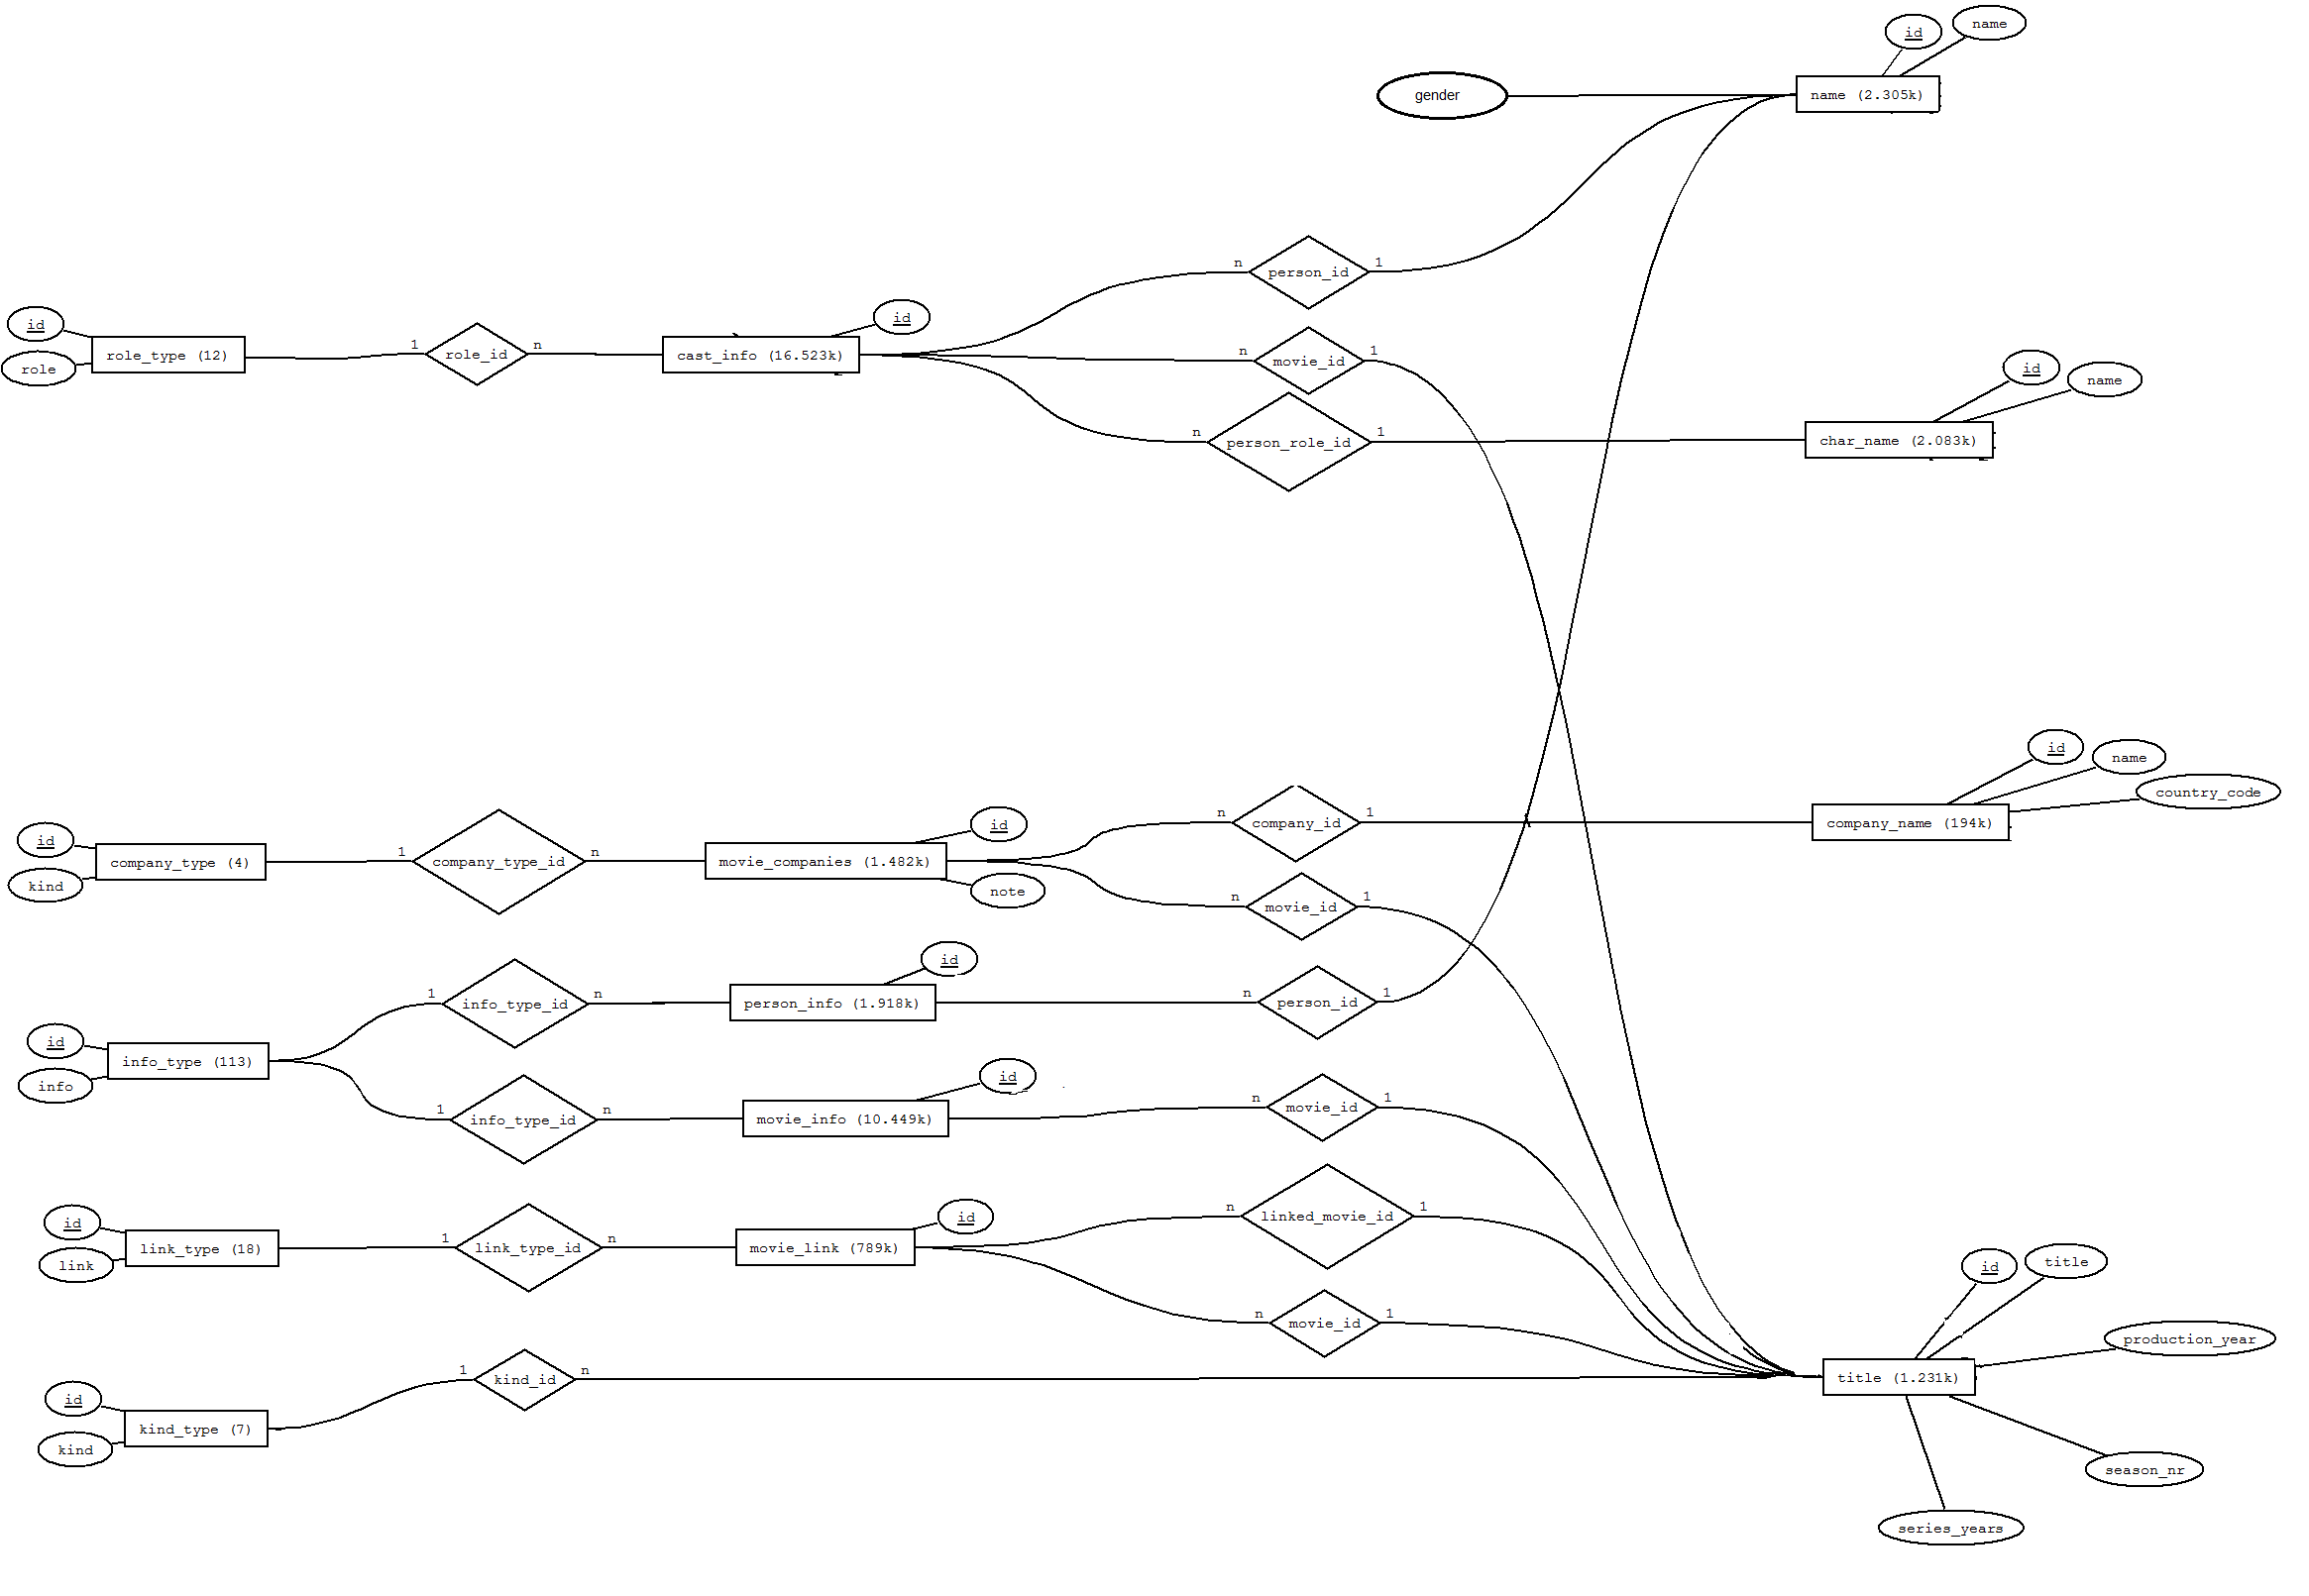 id
name
gender
name (2.305k)
n
person_id
1
id
role
role_type (12)
1
role_id
n
cast_info (16.523k)
id
n
movie_id
1
n
person_role_id
1
id
name
char_name (2.083k)
id
name
country_code
company_name (194k)
id
kind
company_type (4)
1
company_type_id
n
movie_companies (1.482k)
id
note
n
company_id
1
n
movie_id
1
id
info
info_type (113)
1
info_type_id
n
person_info (1.918k)
id
n
person_id
1
1
info_type_id
n
movie_info (10.449k)
id
n
movie_id
1
id
link
link_type (18)
1
link_type_id
n
movie_link (789k)
id
n
linked_movie_id
1
n
movie_id
1
id
kind
kind_type (7)
1
kind_id
n
id
title
production_year
title (1.231k)
season_nr
series_years